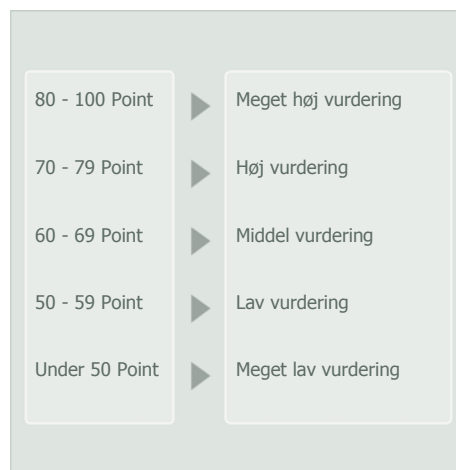 80 - 100 Point Meget høj vurdering
70 - 79 Point Høj vurdering
60 - 69 Point Middel vurdering
50 - 59 Point Lav vurdering
Under 50 Point Meget lav vurdering